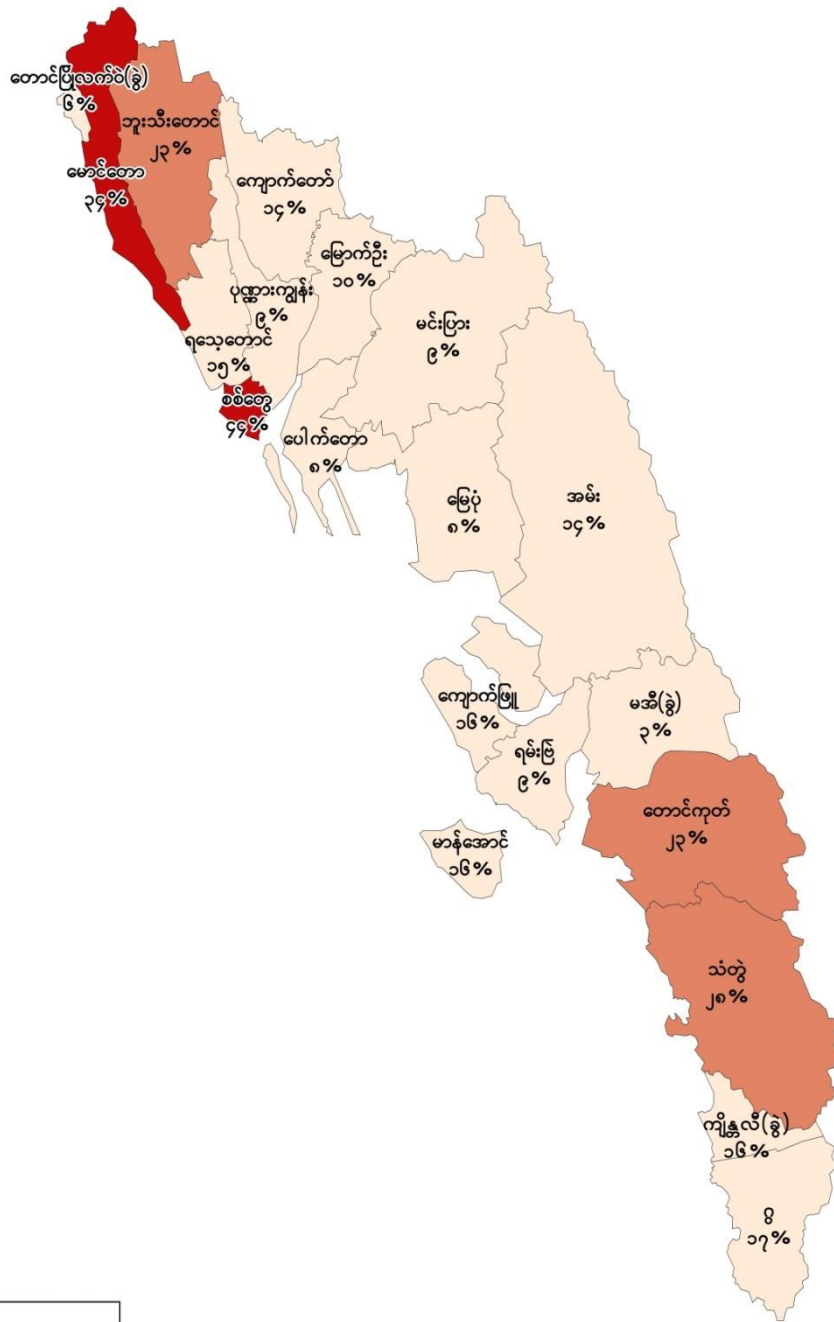 တောင်ပြိုလက်ဝဲ(ခွဲ)
၆%
ဘူးသီးတောင်
၂၃%
မောင်တော
၃၄%
ကျောက်တော်
၁၄%
မြောက်ဦး
၁၀%
ပုဏ္ဏားကျွန်း
၉%
မင်းပြား
၉%
ရသေ့တောင်
၁၅%
စစ်တွေ
၄၄%
ပေါက်တော
၈%
မြေပုံ
၈%
အမ်း
၁၄%
ကျောက်ဖြူ
၁၆%
မအီ(ခွဲ)
၃%
ရမ်းဗြဲ
၉%
တောင်ကုတ်
၂၃%
မာန်အောင်
၁၆%
သံတွဲ
၂၈%
ကျိန္တလီ(ခွဲ)
၁၆%
ဂွ
၁၇%